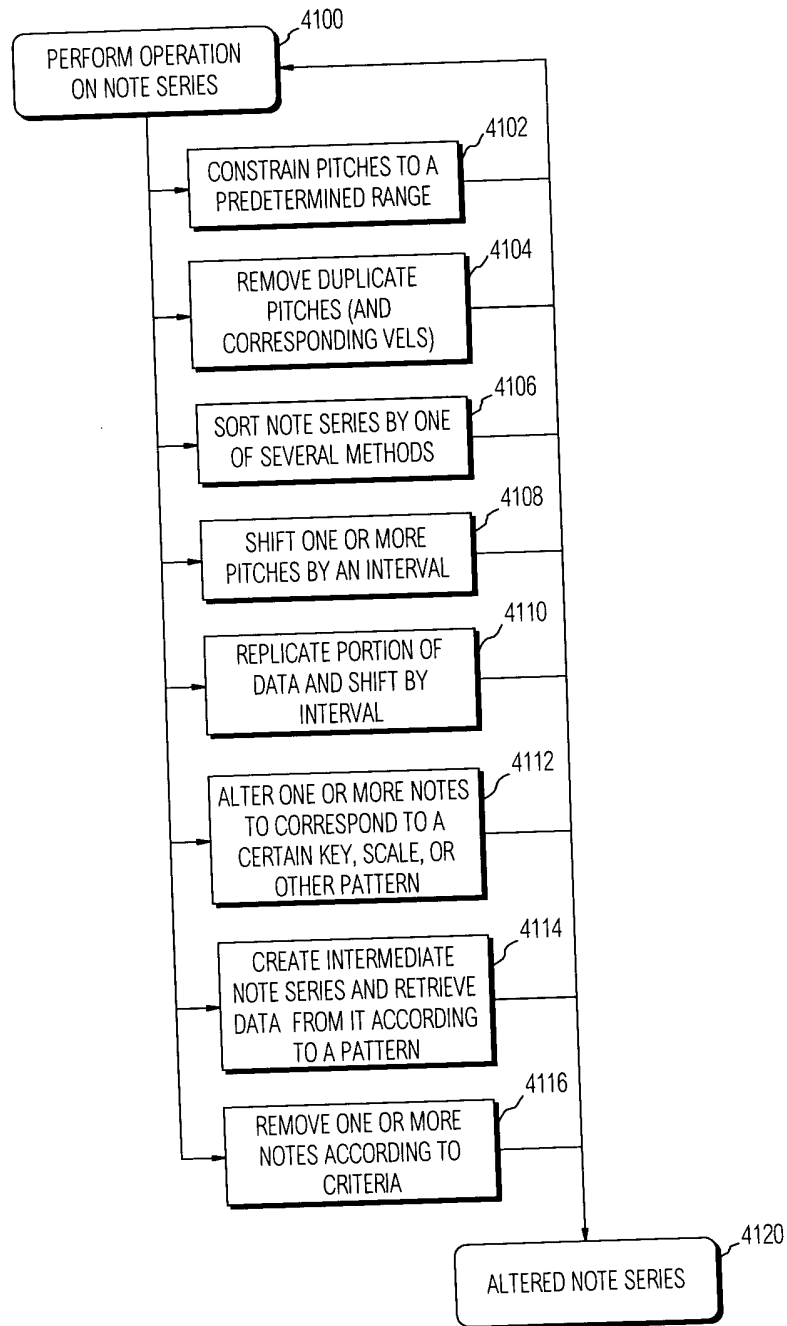 4100
PERFORM OPERATION
ON NOTE SERIES
4102
CONSTRAIN PITCHES TO A
PREDETERMINED RANGE
4104
REMOVE DUPLICATE
PITCHES (AND
CORRESPONDING VELS)
4106
SORT NOTE SERIES BY ONE
OF SEVERAL METHODS
4108
SHIFT ONE OR MORE
PITCHES BY AN INTERVAL
4110
REPLICATE PORTION OF
DATA AND SHIFT BY
INTERVAL
4112
ALTER ONE OR MORE NOTES
TO CORRESPOND TO A
CERTAIN KEY, SCALE, OR
OTHER PATTERN
4114
CREATE INTERMEDIATE
NOTE SERIES AND RETRIEVE
DATA FROM IT ACCORDING
TO A PATTERN
4116
REMOVE ONE OR MORE
NOTES ACCORDING TO
CRITERIA
4120
ALTERED NOTE SERIES